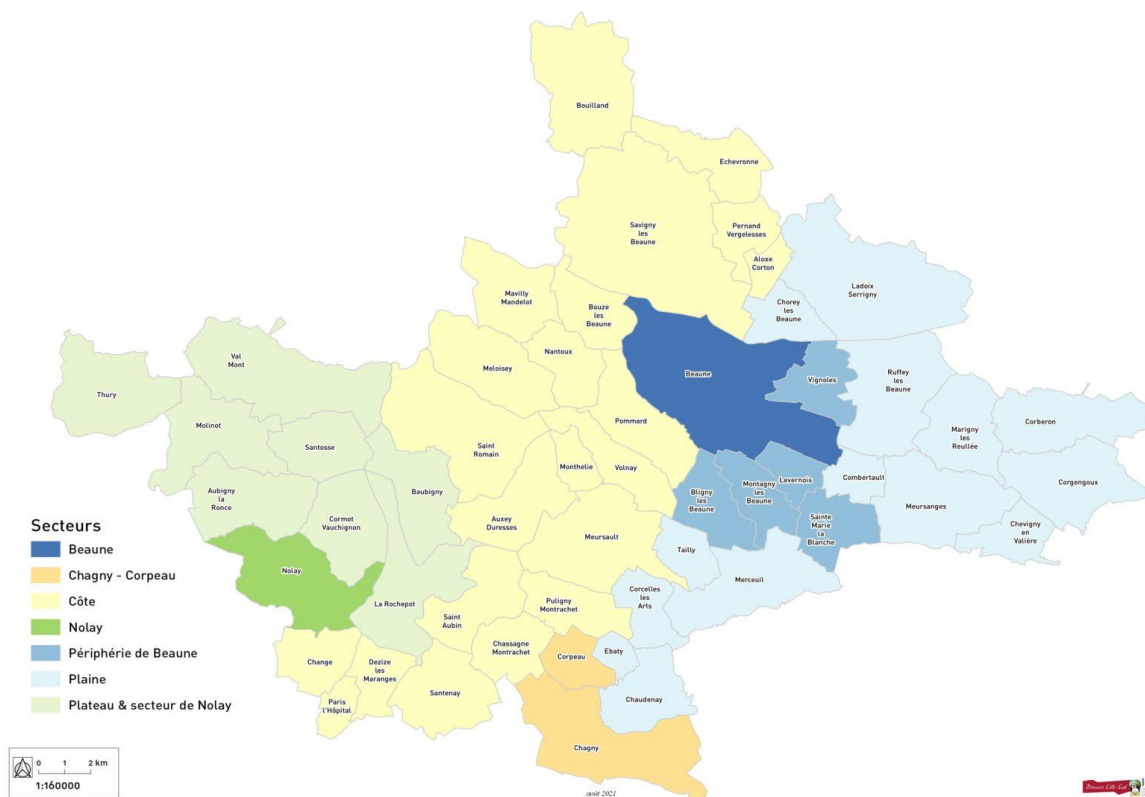 Bouilland
Echevronne
Savigny
les
Beaune
Pernand
Vergelesses
Aloxe
Corton
Ladoix
Serrigny
Chorey
les
Beaune
Mavilly
Mandelot
Bouze
les
Beaune
Nantoux
Meloisey
Beaune
Vignoles
Ruffey
les
Beaune
Val
Mont
Thury
Molinot
Santosse
Saint
Romain
Pommard
Monthelie
Volnay
Marigny
les
Reullée
Corberon
Corgengoux
Combertault
Levernois
Montagny
les
Beaune
Bligny
les
Beaune
Sainte
Marie
la
Blanche
Meursanges
Chevigny
en
Valière
Baubigny
Aubigny
la
Ronce
Cormot
Vauchignon
Auxey
Duresses
Meursault
Tailly
Merceuil
Nolay
La Rochepot
Saint
Aubin
Puligny
Montrachet
Corcelles
les
Arts
Chassagne
Montrachet
Corpeau
Ebaty
Chaudenay
Change
Dezize
les
Maranges
Paris
l'Hôpital
Santenay
Chagny
Secteurs
Beaune
Chagny - Corpeau
Côte
Nolay
Périphérie de Beaune
Plaine
Plateau & secteur de Nolay
0 1 2 km
1:160000
août 2021
Beaune Côte Sud